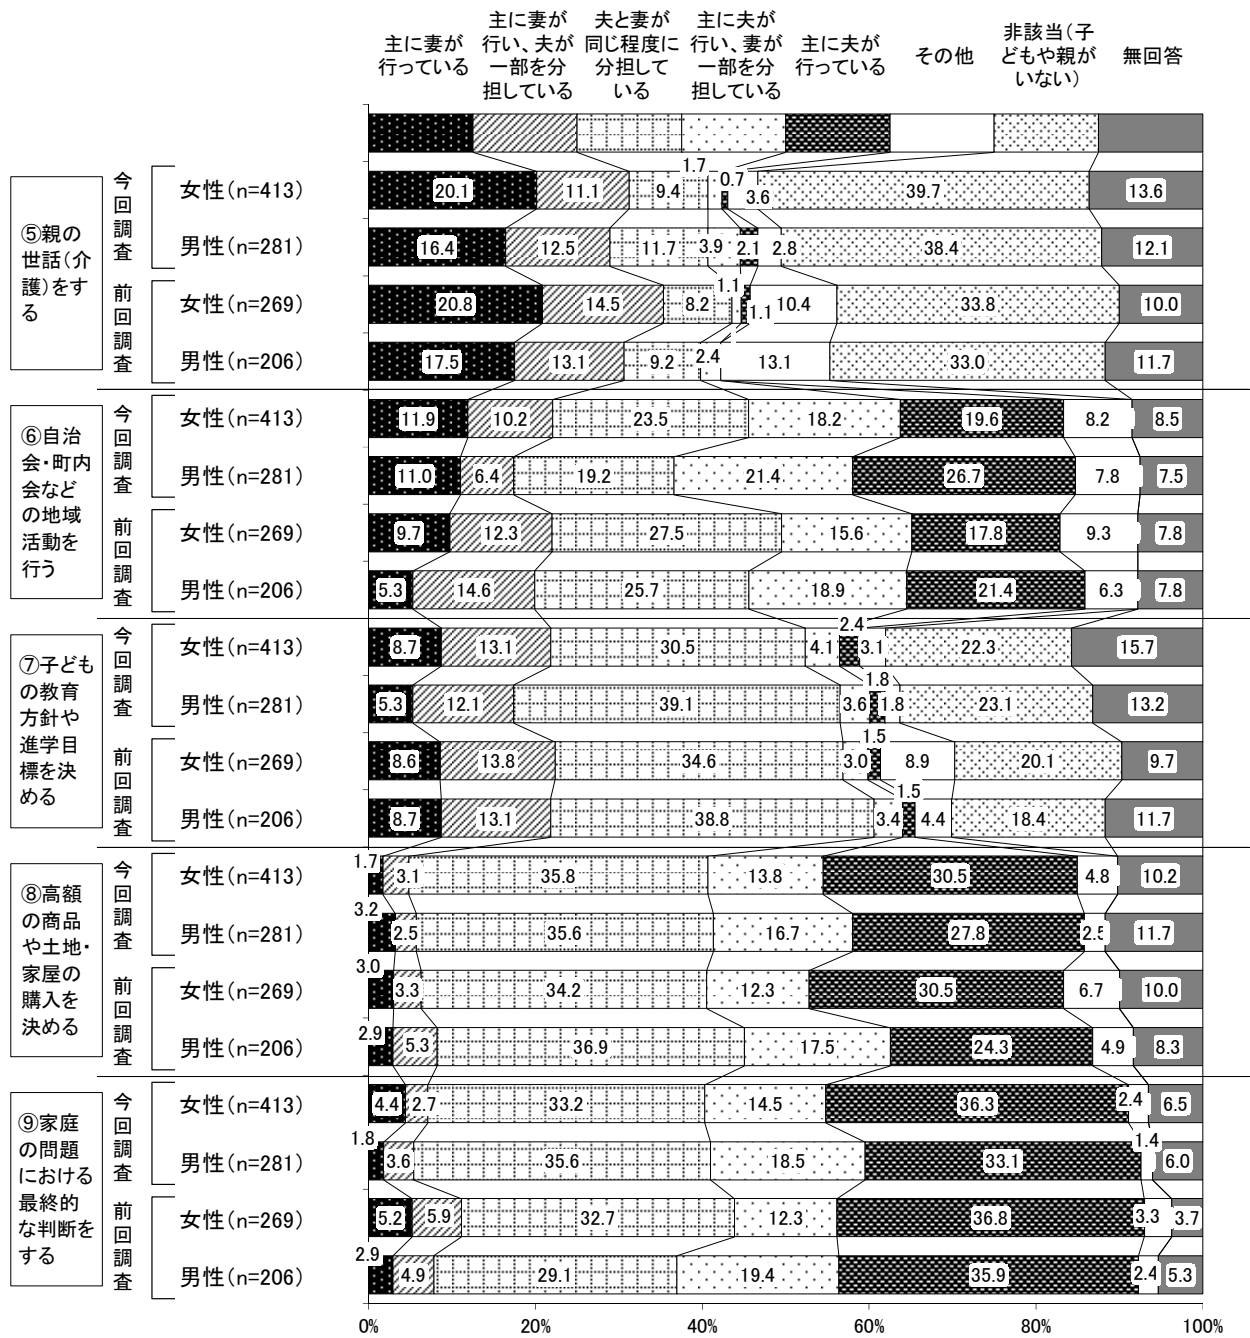 主に妻が
行っている
主に妻が
行い、夫が
一部を分
担している
夫と妻が
同じ程度に
分担して
いる
主に夫が
行い、妻が
一部を分
担している
主に夫が
行っている
その他
非該当(子
どもや親が
いない)
無回答
⑤親の
世話(介
護)をす
る
今回調査
女性(n=413) 20.1 11.1 9.4 1.7 0.7 3.6 39.7 13.6
男性(n=281) 16.4 12.5 11.7 3.9 2.1 2.8 38.4 12.1
前回調査
女性(n=269) 20.8 14.5 8.2 1.1 1.1 10.4 33.8 10.0
男性(n=206) 17.5 13.1 9.2 2.4 13.1 33.0 11.7
⑥自治
会・町内
会など
の地域
活動を
行う
今回調査
女性(n=413) 11.9 10.2 23.5 18.2 19.6 8.2 8.5
男性(n=281) 11.0 6.4 19.2 21.4 26.7 7.8 7.5
前回調査
女性(n=269) 9.7 12.3 27.5 15.6 17.8 9.3 7.8
男性(n=206) 5.3 14.6 25.7 18.9 21.4 6.3 7.8
⑦子ども
の教育
方針や
進学目
標を決
める
今回調査
女性(n=413) 8.7 13.1 30.5 4.1 2.4 3.1 22.3 15.7
男性(n=281) 5.3 12.1 39.1 3.6 1.8 1.8 23.1 13.2
前回調査
女性(n=269) 8.6 13.8 34.6 3.0 1.5 8.9 20.1 9.7
男性(n=206) 8.7 13.1 38.8 3.4 1.5 4.4 18.4 11.7
⑧高額
の商品
や土地・
家屋の
購入を
決める
今回調査
女性(n=413) 1.7 3.1 35.8 13.8 30.5 4.8 10.2
男性(n=281) 3.2 2.5 35.6 16.7 27.8 2.5 11.7
前回調査
女性(n=269) 3.0 3.3 34.2 12.3 30.5 6.7 10.0
男性(n=206) 2.9 5.3 36.9 17.5 24.3 4.9 8.3
⑨家庭
の問題
における
最終的
な判断を
する
今回調査
女性(n=413) 4.4 2.7 33.2 14.5 36.3 2.4 6.5
男性(n=281) 1.8 3.6 35.6 18.5 33.1 1.4 6.0
前回調査
女性(n=269) 5.2 5.9 32.7 12.3 36.8 3.3 3.7
男性(n=206) 2.9 4.9 29.1 19.4 35.9 2.4 5.3
0% 20% 40% 60% 80% 100%